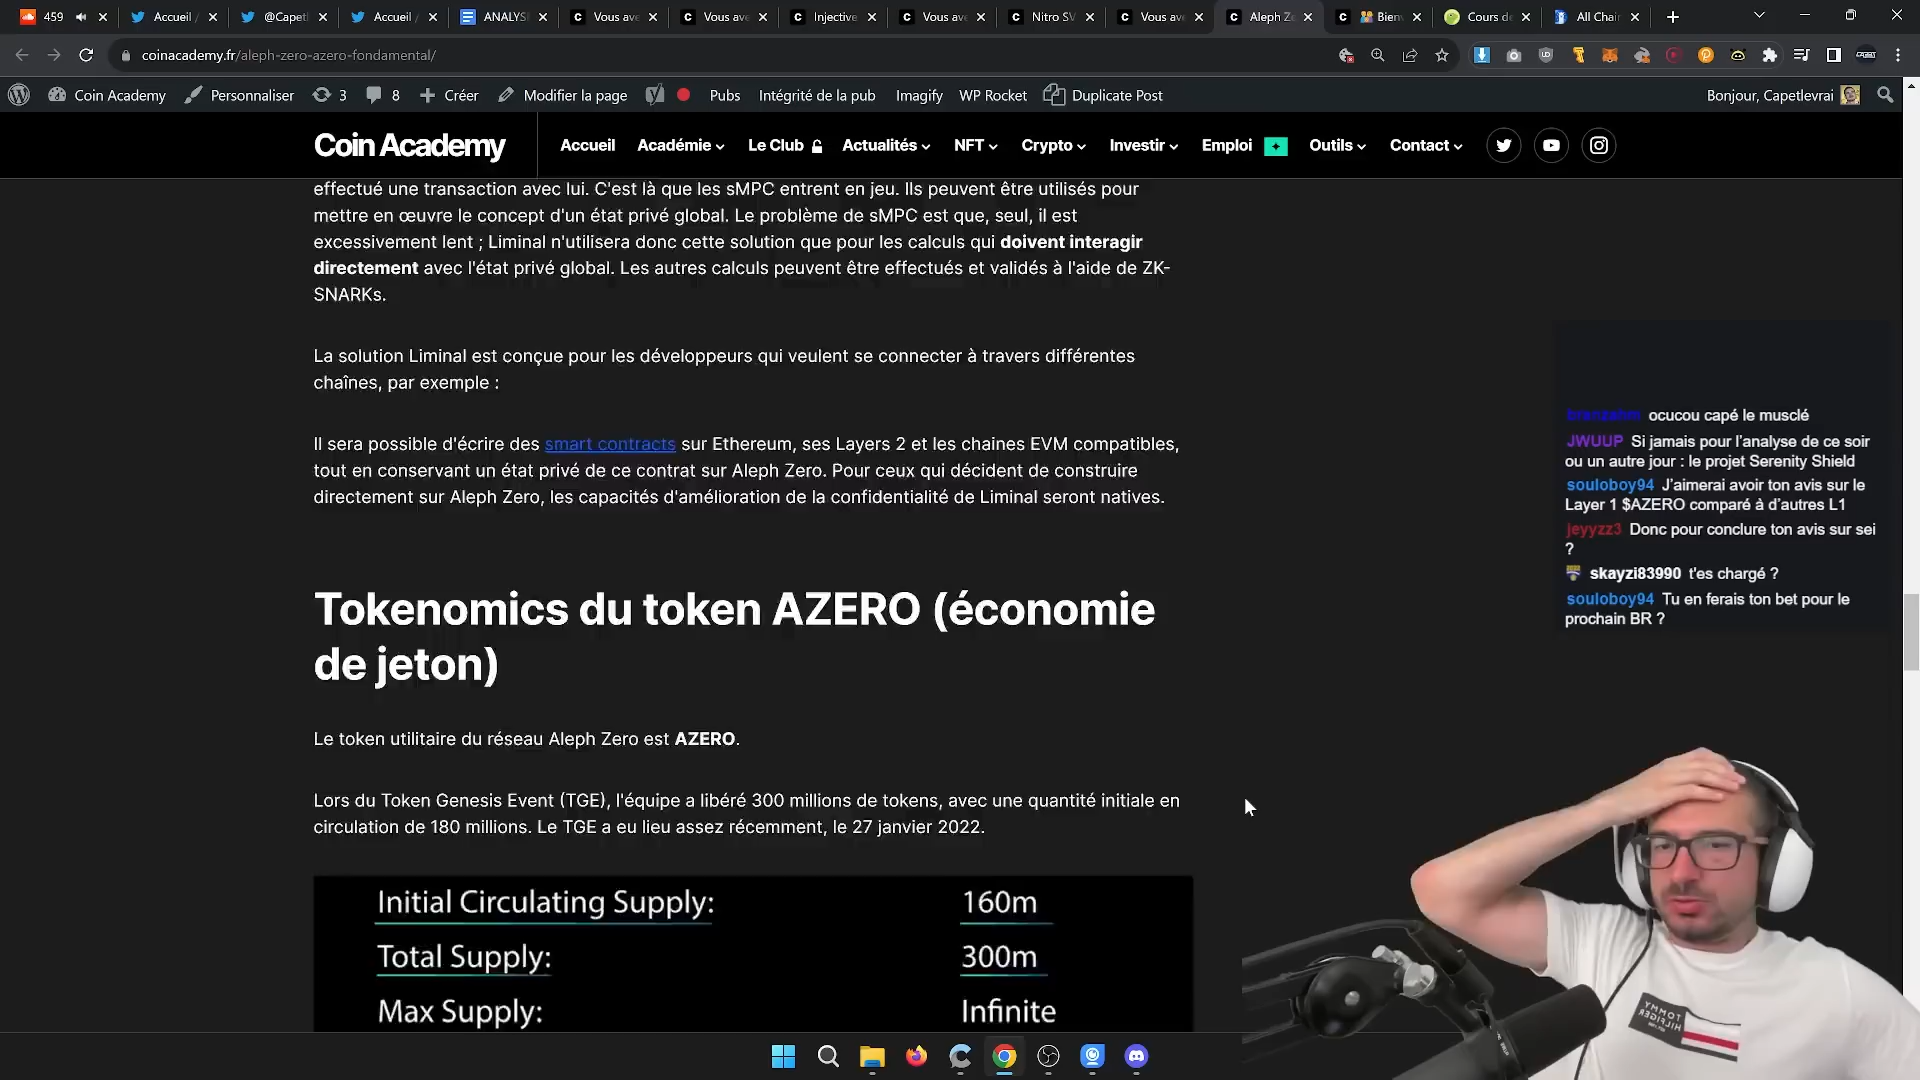 459
Accueil /
@Capetl
Accueil /
ANALYS
Vous ave
Vous ave
Injective
Vous ave
Nitro SV
Vous ave
Aleph Ze
Bien
Cours de
All Chai
coinacademy.fr/aleph-zero-azero-fondamental/
Coin Academy
Personnaliser
3
8
Créer
Modifier la page
Pubs
Intégrité de la pub
Imagify
WP Rocket
Duplicate Post
Bonjour, Capetlevrai
Coin Academy
Accueil
Académie
Le Club
Actualités
NFT
Crypto
Investir
Emploi
Outils
Contact
effectué une transaction avec lui. C'est là que les sMPC entrent en jeu. Ils peuvent être utilisés pour
mettre en œuvre le concept d'un état privé global. Le problème de sMPC est que, seul, il est
excessivement lent ; Liminal n'utilisera donc cette solution que pour les calculs qui doivent interagir
directement avec l'état privé global. Les autres calculs peuvent être effectués et validés à l'aide de ZK-
SNARKs.
La solution Liminal est conçue pour les développeurs qui veulent se connecter à travers différentes
chaînes, par exemple :
Il sera possible d'écrire des smart contracts sur Ethereum, ses Layers 2 et les chaines EVM compatibles,
tout en conservant un état privé de ce contrat sur Aleph Zero. Pour ceux qui décident de construire
directement sur Aleph Zero, les capacités d'amélioration de la confidentialité de Liminal seront natives.
Tokenomics du token AZERO (économie
de jeton)
Le token utilitaire du réseau Aleph Zero est AZERO.
Lors du Token Genesis Event (TGE), l'équipe a libéré 300 millions de tokens, avec une quantité initiale en
circulation de 180 millions. Le TGE a eu lieu assez récemment, le 27 janvier 2022.
Initial Circulating Supply: 160m
Total Supply: 300m
Max Supply: Infinite
ocucou capé le musclé
JWUUP Si jamais pour l'analyse de ce soir
ou un autre jour : le projet Serenity Shield
souloboy94 J'aimerai avoir ton avis sur le
Layer 1 $AZERO comparé à d'autres L1
jeyyzz3 Donc pour conclure ton avis sur sei
?
skayzi83990 t'es chargé ?
souloboy94 Tu en ferais ton bet pour le
prochain BR ?